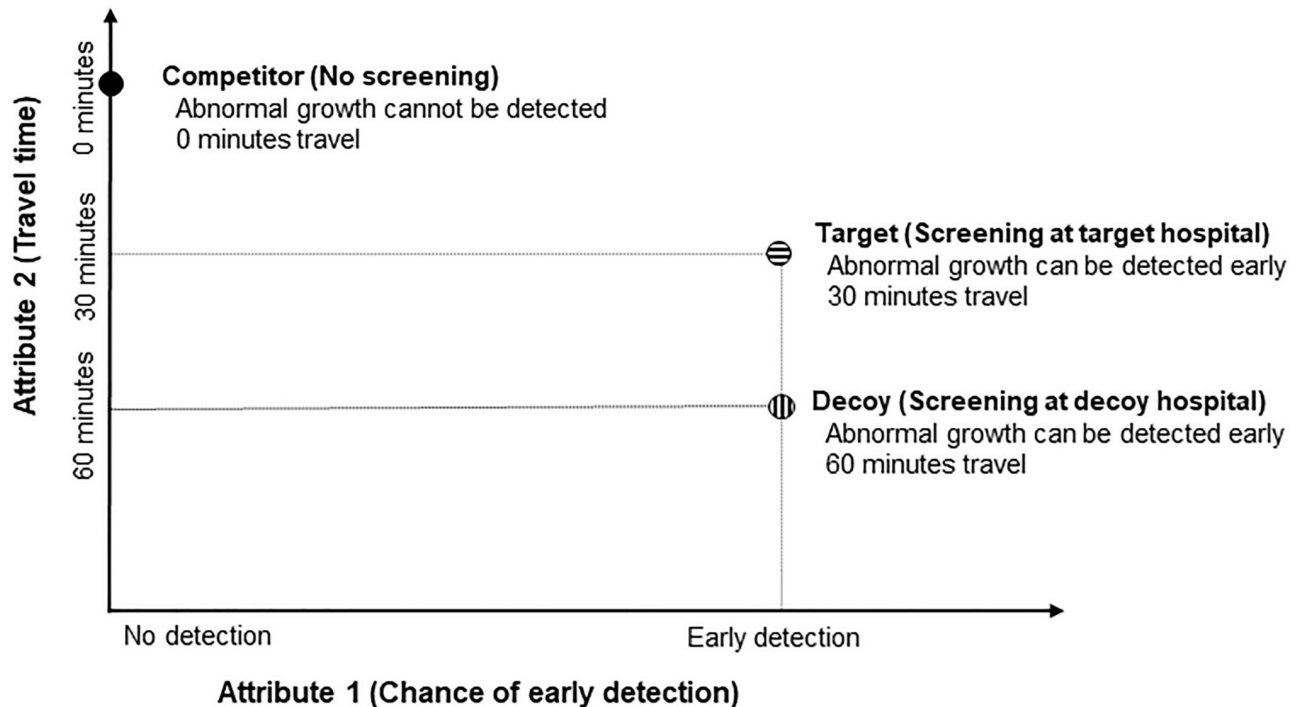 Attribute 2 (Travel time)
0 minutes
30 minutes
60 minutes
Competitor (No screening)
Abnormal growth cannot be detected
0 minutes travel
Target (Screening at target hospital)
Abnormal growth can be detected early
30 minutes travel
Decoy (Screening at decoy hospital)
Abnormal growth can be detected early
60 minutes travel
No detection
Early detection
Attribute 1 (Chance of early detection)